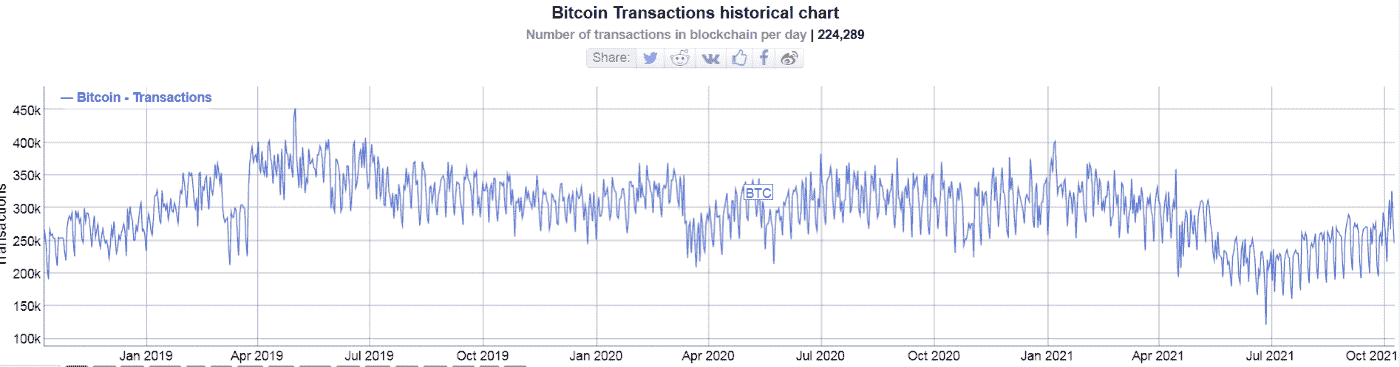 Bitcoin Transactions historical chart
Number of transactions in blockchain per day | 224,289
Share:
— Bitcoin - Transactions
450k
400k
350k
300k
250k
200k
150k
100k
Transactions
BTC
Jan 2019 Apr 2019 Jul 2019 Oct 2019 Jan 2020 Apr 2020 Jul 2020 Oct 2020 Jan 2021 Apr 2021 Jul 2021 Oct 2021